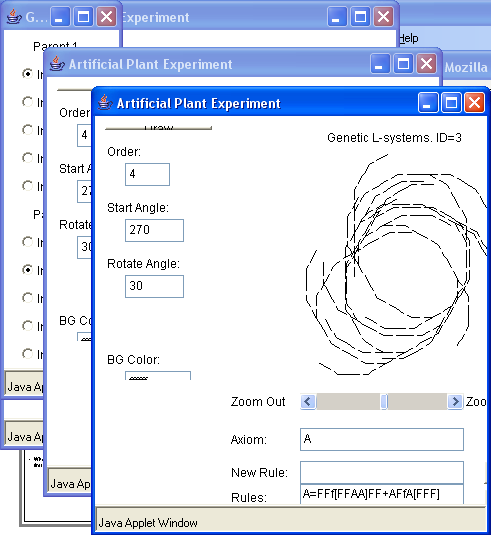 G...
Experiment
Help
Parent 1
Artificial Plant Experiment
Mozilla
Artificial Plant Experiment
Draw
Genetic L-systems. ID=3
Order:
4
Start Angle:
270
Rotate Angle:
30
BG Color:
Zoom Out
Axiom:
A
New Rule:
Rules:
A=FFf[FFAA]FF+AFfA[FFF]
Java Applet Window
Order
4
Start A
27
Rotate
30
BG Co
Pa
In
In
In
In
In
In
In
In
In
In
Java Ap
Java Ap
Java Ap